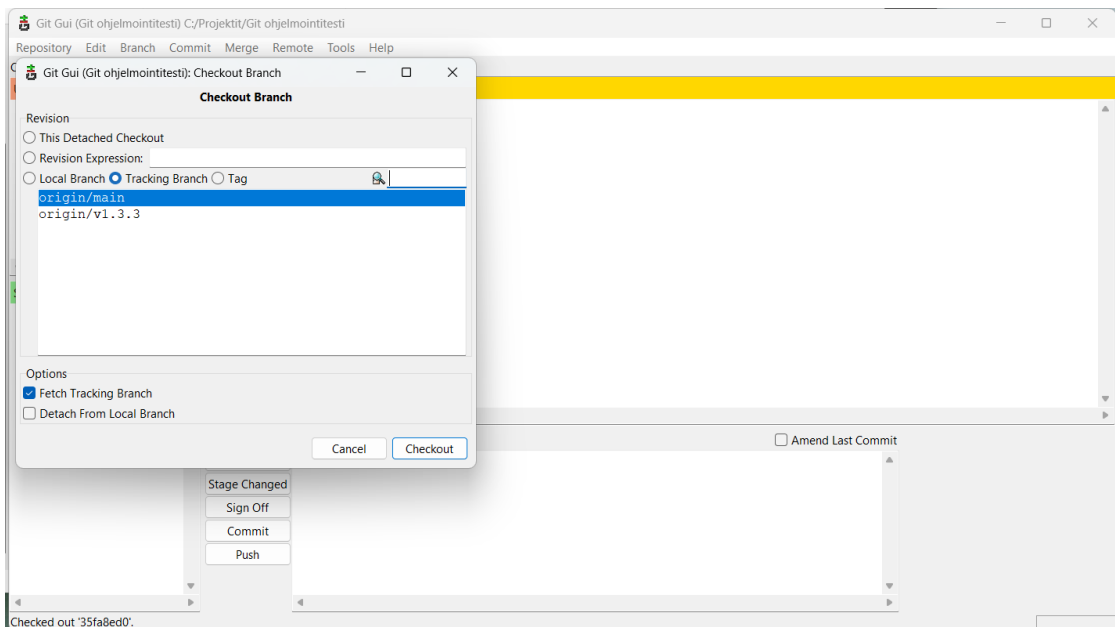 Git Gui (Git ohjelmointitesti) C:/Projektit/Git ohjelmointitesti
Repository Edit Branch Commit Merge Remote Tools Help
Git Gui (Git ohjelmointitesti): Checkout Branch
Checkout Branch
Revision
This Detached Checkout
Revision Expression:
Local Branch Tracking Branch Tag
origin/main
origin/v1.3.3
Options
Fetch Tracking Branch
Detach From Local Branch
Cancel Checkout
Amend Last Commit
Stage Changed
Sign Off
Commit
Push
Checked out '35fa8ed0'.